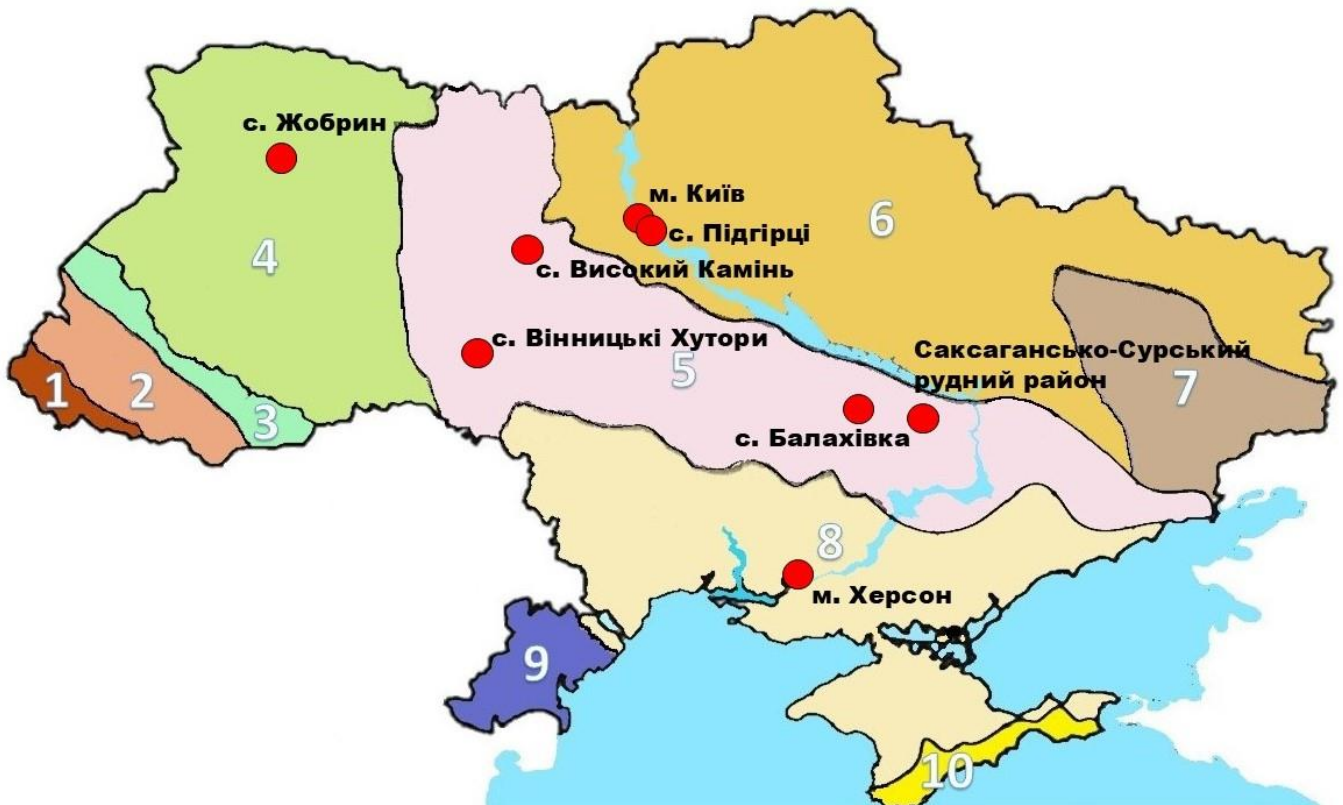 с. Жобрин
м. Київ
6
с. Підгірці
4
с. Високий Камінь
с. Вінницькі Хутори
Саксагансько-Сурський
рудний район
5
1
2
7
3
с. Балахівка
8
м. Херсон
9
10